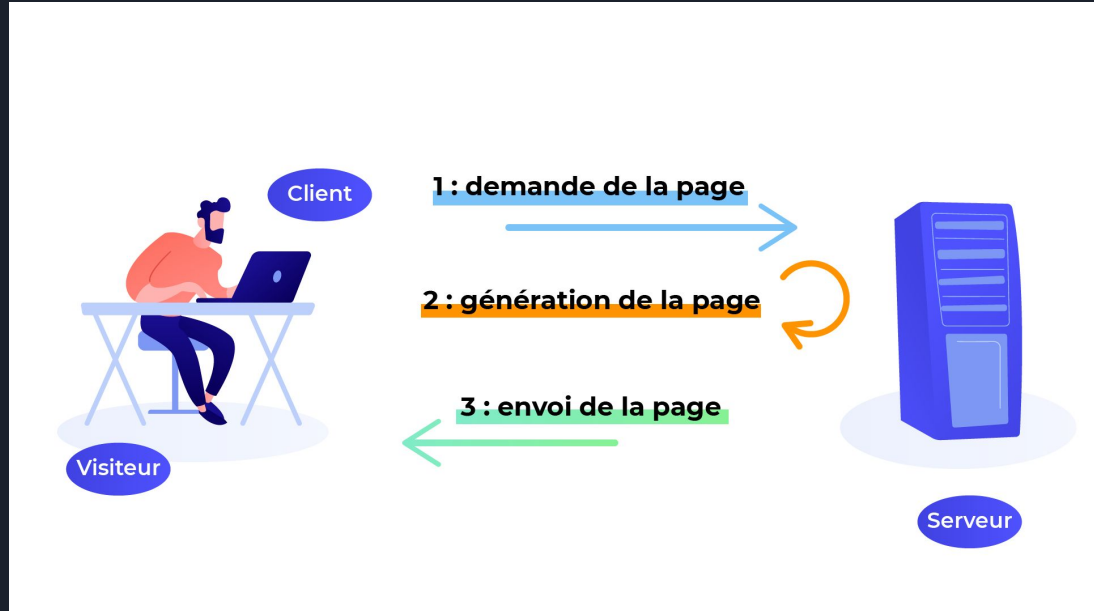 Client
1 : demande de la page
2 : génération de la page
3 : envoi de la page
Visiteur
Serveur